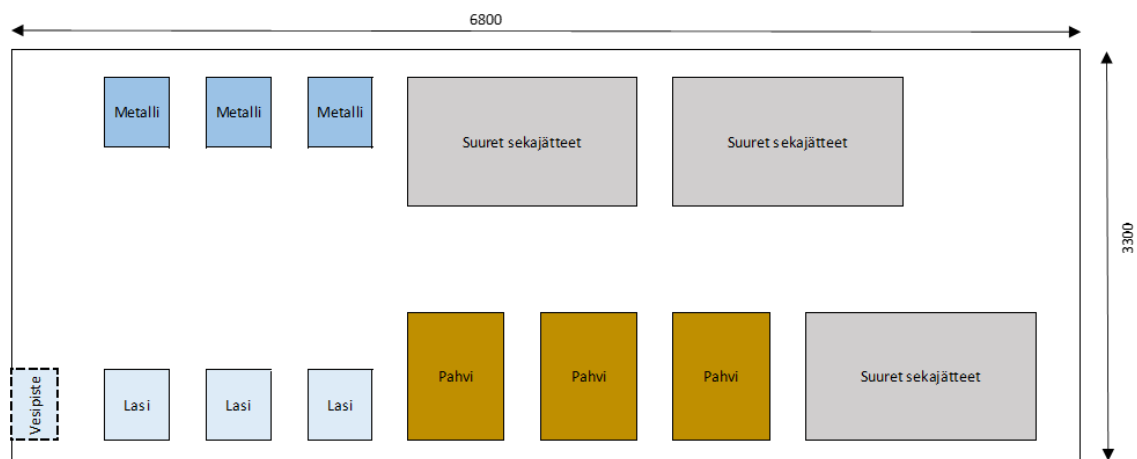 6800
Metalli
Metalli
Metalli
Suuret sekajätteet
Suuret sekajätteet
3300
Vesipiste
Lasi
Lasi
Lasi
Pahvi
Pahvi
Pahvi
Suuret sekajätteet